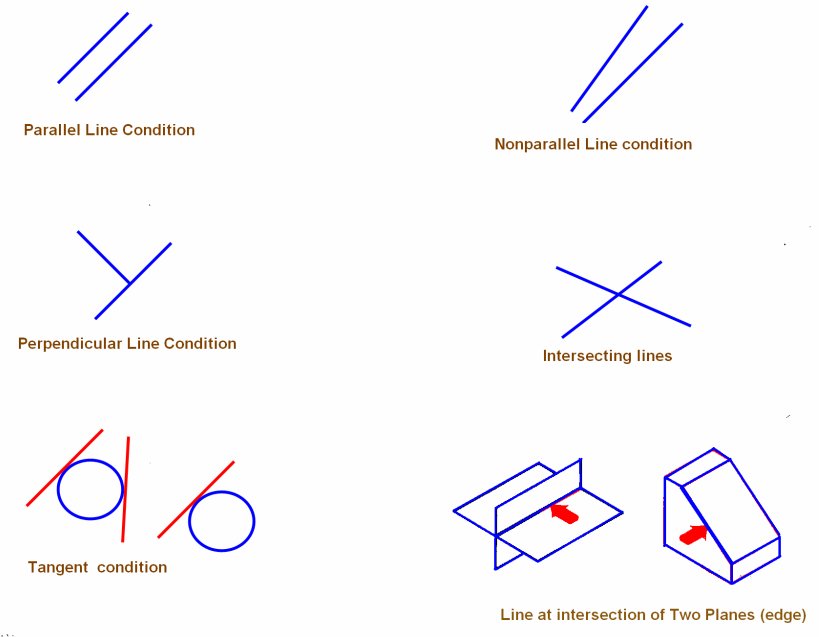 Parallel Line Condition
Nonparallel Line condition
Perpendicular Line Condition
Intersecting lines
Tangent condition
Line at intersection of Two Planes (edge)